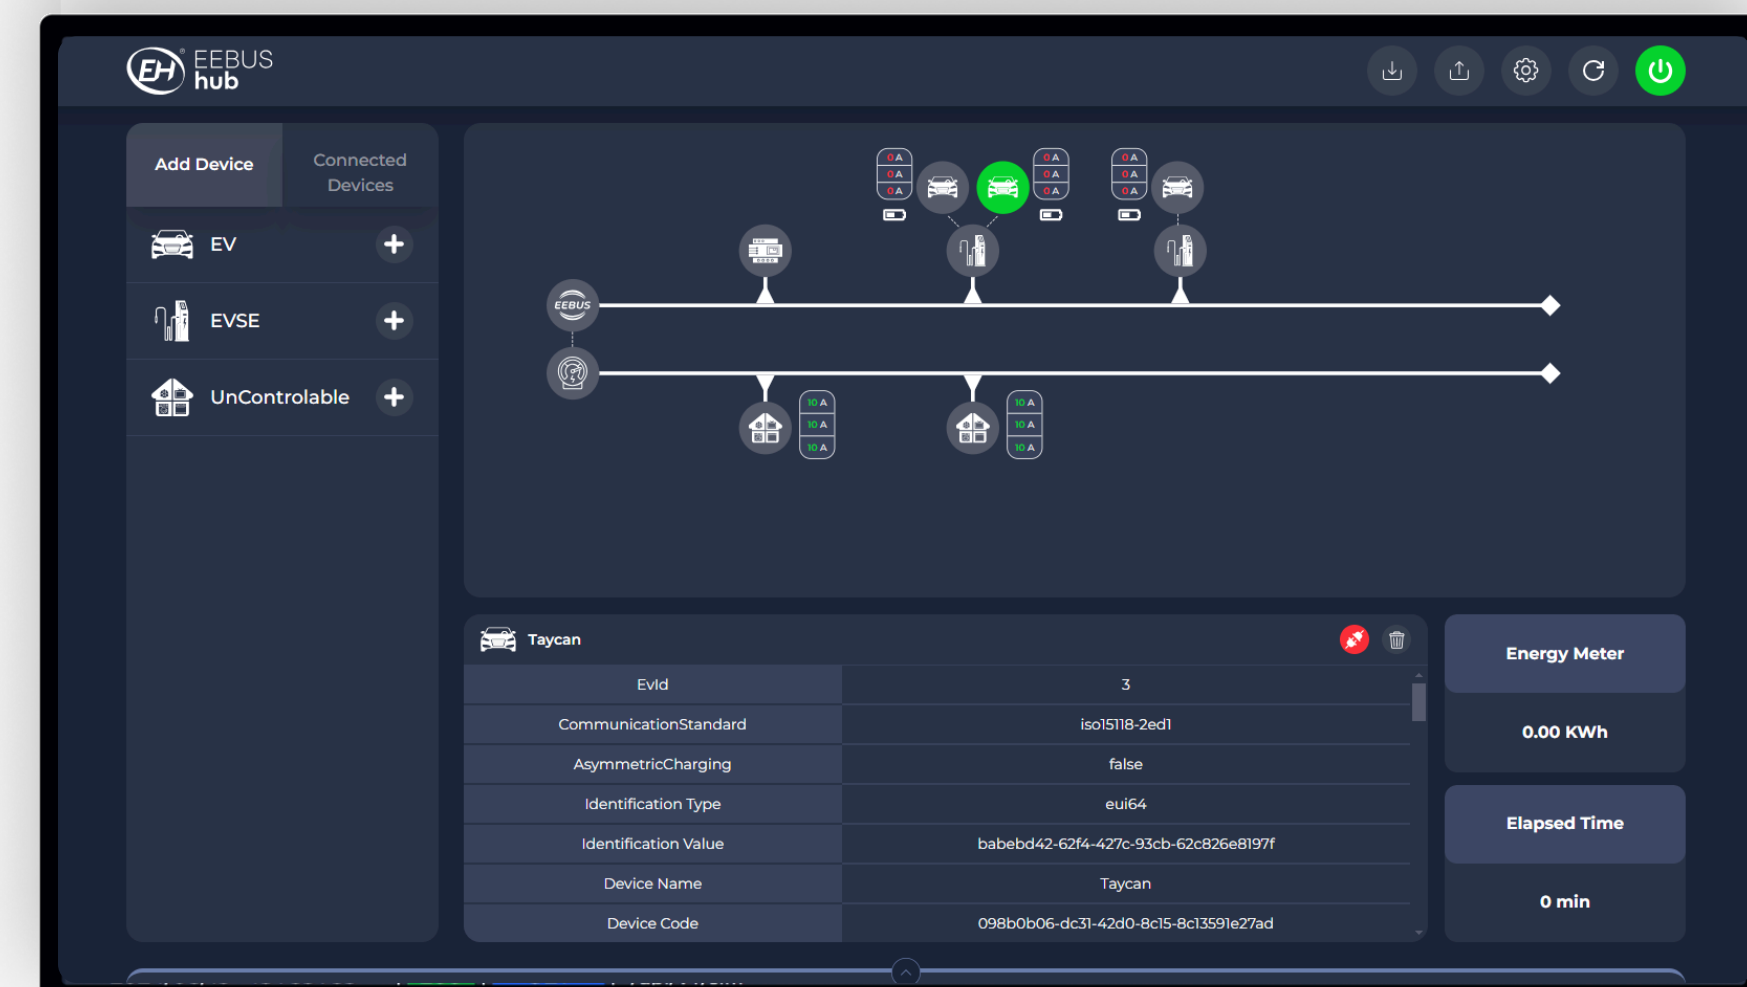 EH® EEBUS
hub
Add Device
Connected
Devices
EV
EVSE
UnControlable
0 A
0 A
0 A
0 A
0 A
0 A
0 A
0 A
0 A
EEBUS
10 A
10 A
10 A
10 A
10 A
10 A
Taycan
EvId 3
CommunicationStandard iso15118-2ed1
AsymmetricCharging false
Identification Type eui64
Identification Value babebd42-62f4-427c-93cb-62c826e8197f
Device Name Taycan
Device Code 098b0b06-dc31-42d0-8c15-8c13591e27ad
Energy Meter
0.00 KWh
Elapsed Time
0 min